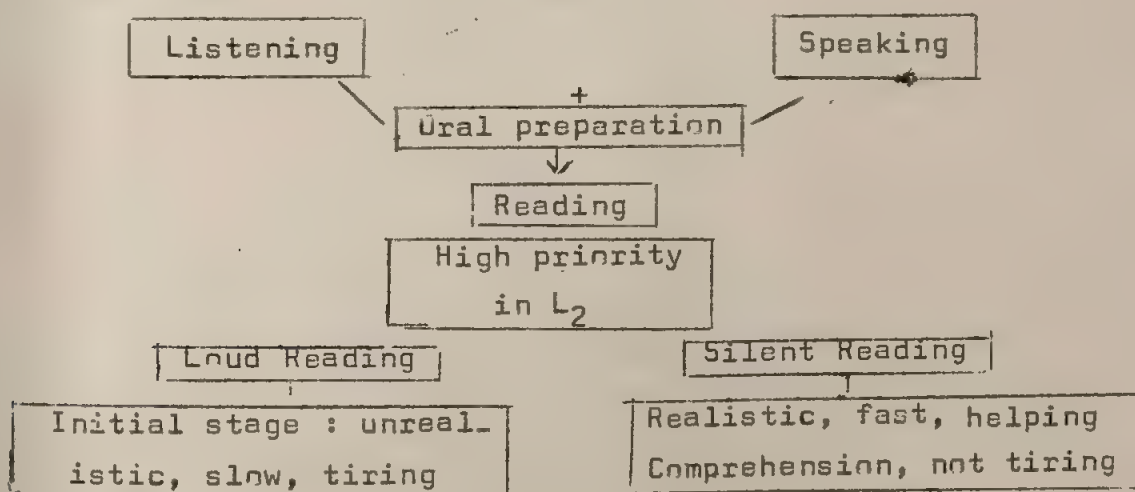 Listening
Speaking
+
Oral preparation
Reading
High priority
in L2
Loud Reading
Silent Reading
Initial stage : unreal-
istic, slow, tiring
Realistic, fast, helping
Comprehension, not tiring